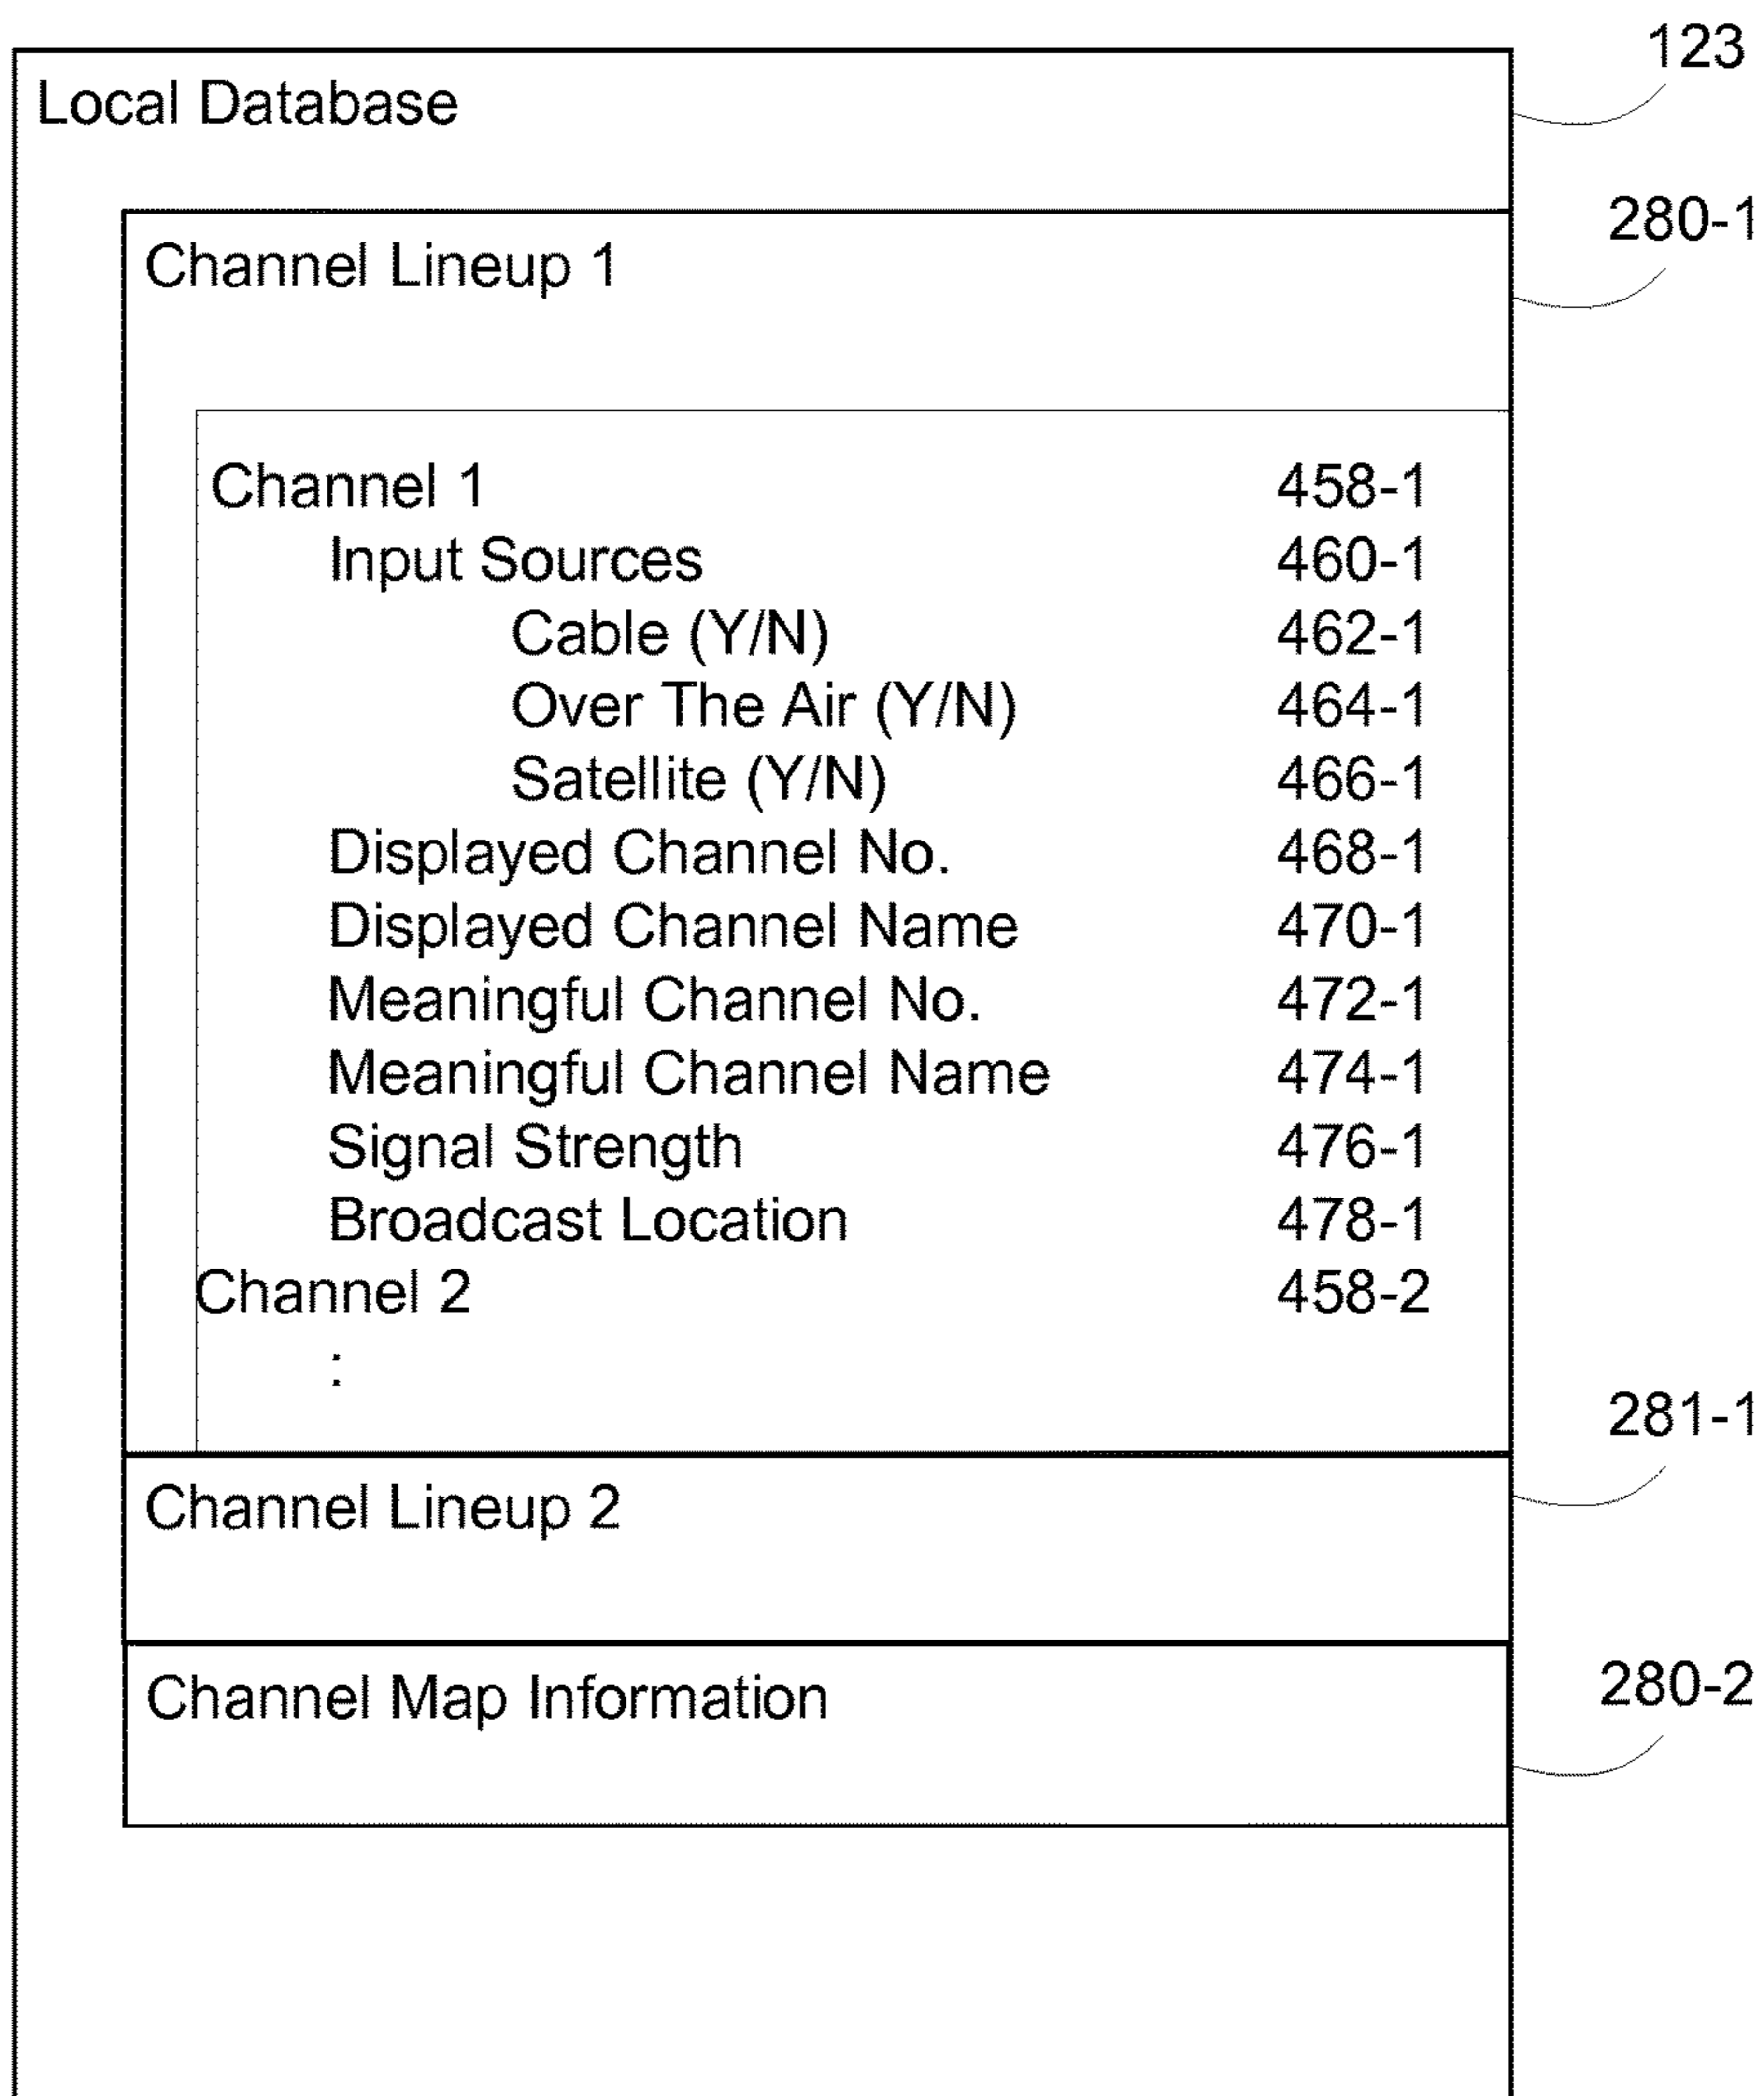 123
Local Database
280-1
Channel Lineup 1
Channel 1 458-1
Input Sources 460-1
Cable (Y/N) 462-1
Over The Air (Y/N) 464-1
Satellite (Y/N) 466-1
Displayed Channel No. 468-1
Displayed Channel Name 470-1
Meaningful Channel No. 472-1
Meaningful Channel Name 474-1
Signal Strength 476-1
Broadcast Location 478-1
Channel 2 458-2
:
281-1
Channel Lineup 2
Channel Map Information 280-2